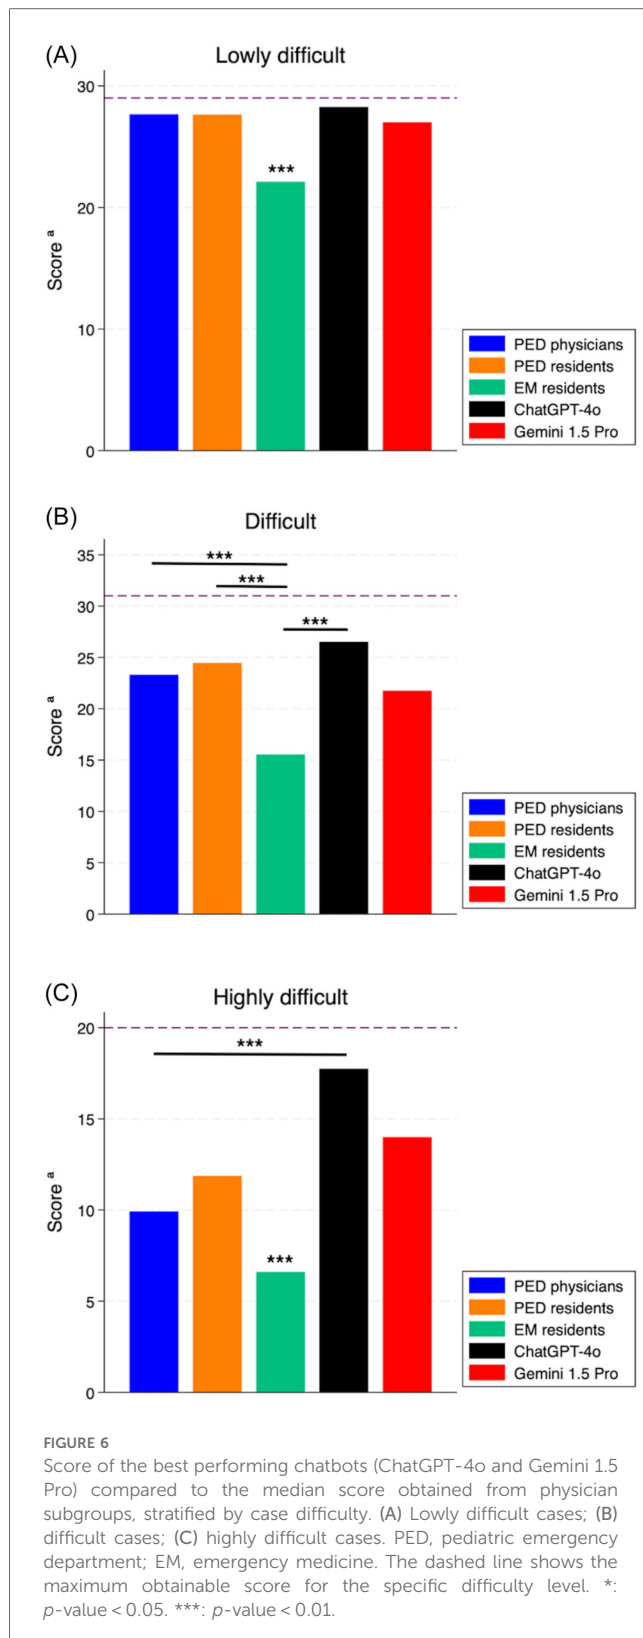 (A)
Lowly difficult
30
20
10
0
Score a
***
PED physicians
PED residents
EM residents
ChatGPT-4o
Gemini 1.5 Pro
(B)
Difficult
35
30
25
20
15
10
5
0
Score a
***
***
***
PED physicians
PED residents
EM residents
ChatGPT-4o
Gemini 1.5 Pro
(C)
Highly difficult
20
15
10
5
0
Score a
***
***
PED physicians
PED residents
EM residents
ChatGPT-4o
Gemini 1.5 Pro
FIGURE 6
Score of the best performing chatbots (ChatGPT-4o and Gemini 1.5
Pro) compared to the median score obtained from physician
subgroups, stratified by case difficulty. (A) Lowly difficult cases; (B)
difficult cases; (C) highly difficult cases. PED, pediatric emergency
department; EM, emergency medicine. The dashed line shows the
maximum obtainable score for the specific difficulty level. *:
p-value < 0.05. ***: p-value < 0.01.